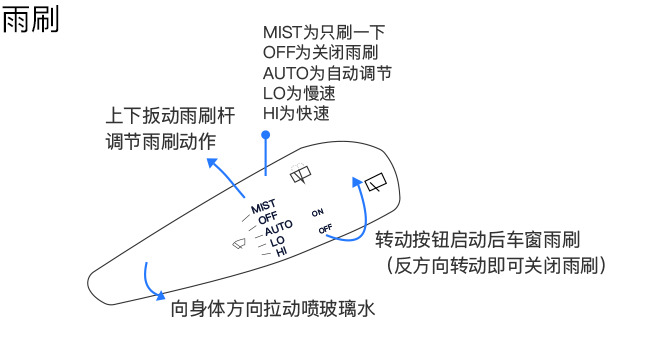 雨刷
MIST为只刷一下
OFF为关闭雨刷
AUTO为自动调节
LO为慢速
HI为快速
上下扳动雨刷杆
调节雨刷动作
MIST
OFF
AUTO
LO
HI
ON
OFF
转动按钮启动后车窗雨刷
（反方向转动即可关闭雨刷）
向身体方向拉动喷玻璃水